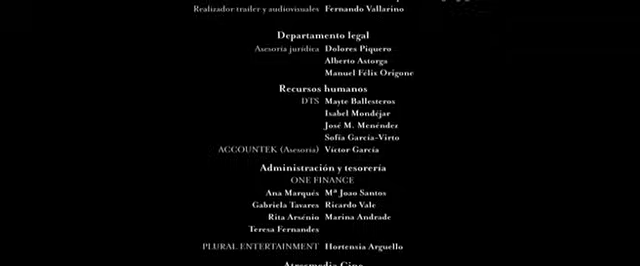 Realizador trailer y audiovisuales Fernando Vallarino
Departamento legal
Asesoría jurídica Dolores Piquero
Alberto Astorga
Manuel Félix Origone
Recursos humanos
DTS Mayte Ballesteros
Isabel Mondéjar
José M. Menéndez
Sofía García-Virto
ACCOUNTEK (Asesoría) Víctor García
Administración y tesorería
ONE FINANCE
Ana Marqués Mª Joao Santos
Gabriela Tavares Ricardo Vale
Rita Arsénio Marina Andrade
Teresa Fernandes
PLURAL ENTERTAINMENT Hortensia Arguello
Atresmedia Cine